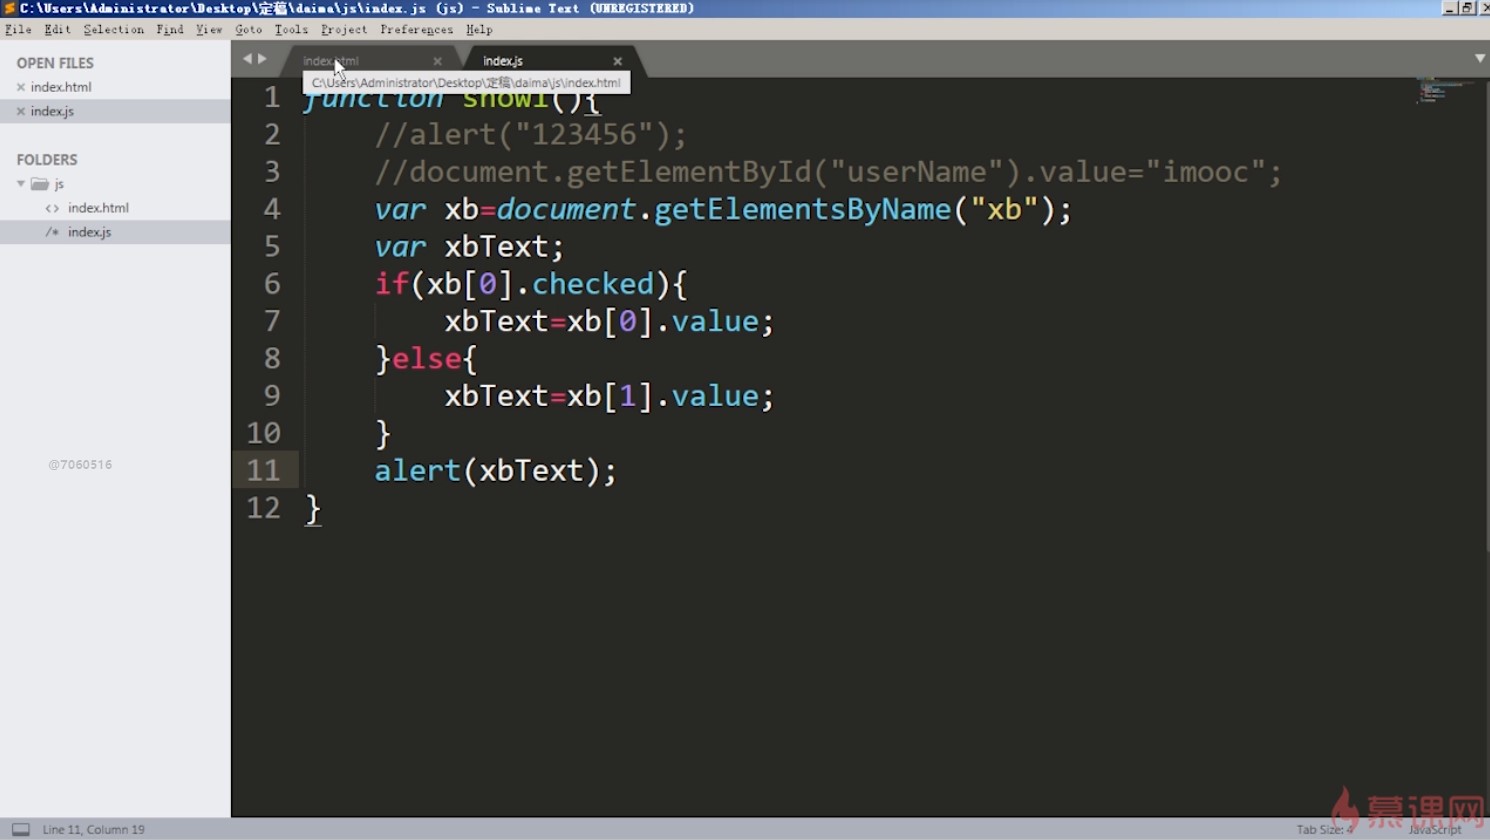 C:\Users\Administrator\Desktop\定稿\daima\js\index.js (js) - Sublime Text (UNREGISTERED)
File Edit Selection Find View Goto Tools Project Preferences Help
OPEN FILES
index.html
index.js
FOLDERS
js
index.html
index.js
@7060516
index.html
index.js
C:\Users\Administrator\Desktop\定稿\daima\js\index.html
1 function show1(){
2 //alert("123456");
3 //document.getElementById("userName").value="imooc";
4 var xb=document.getElementsByName("xb");
5 var xbText;
6 if(xb[0].checked){
7 xbText=xb[0].value;
8 }else{
9 xbText=xb[1].value;
10 }
11 alert(xbText);
12 }
慕课网
Line 11, Column 19
Tab Size: 4
JavaScript